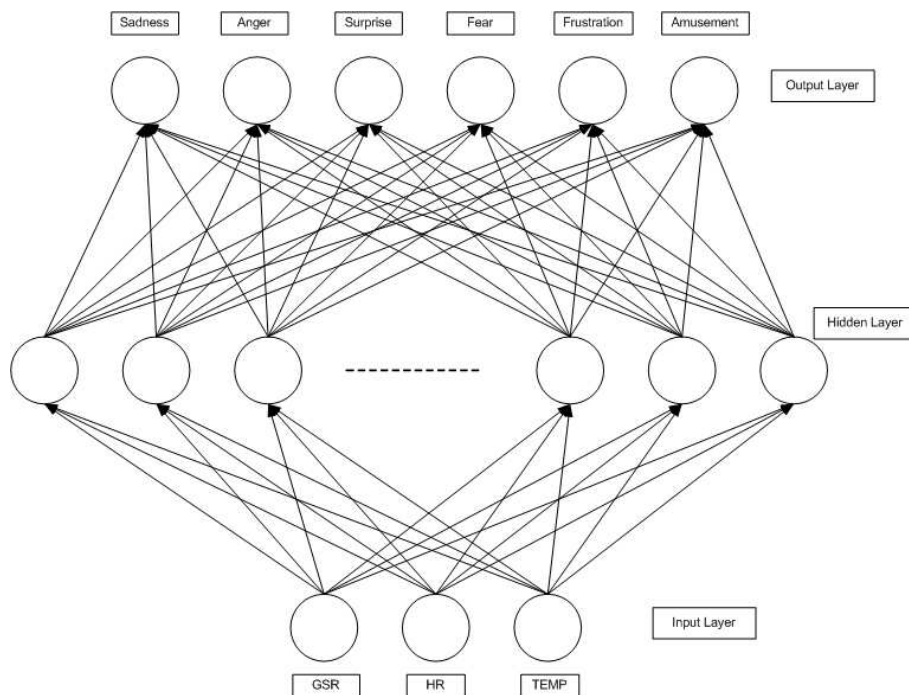 Sadness
Anger
Surprise
Fear
Frustration
Amusement
Output Layer
Hidden Layer
Input Layer
GSR
HR
TEMP